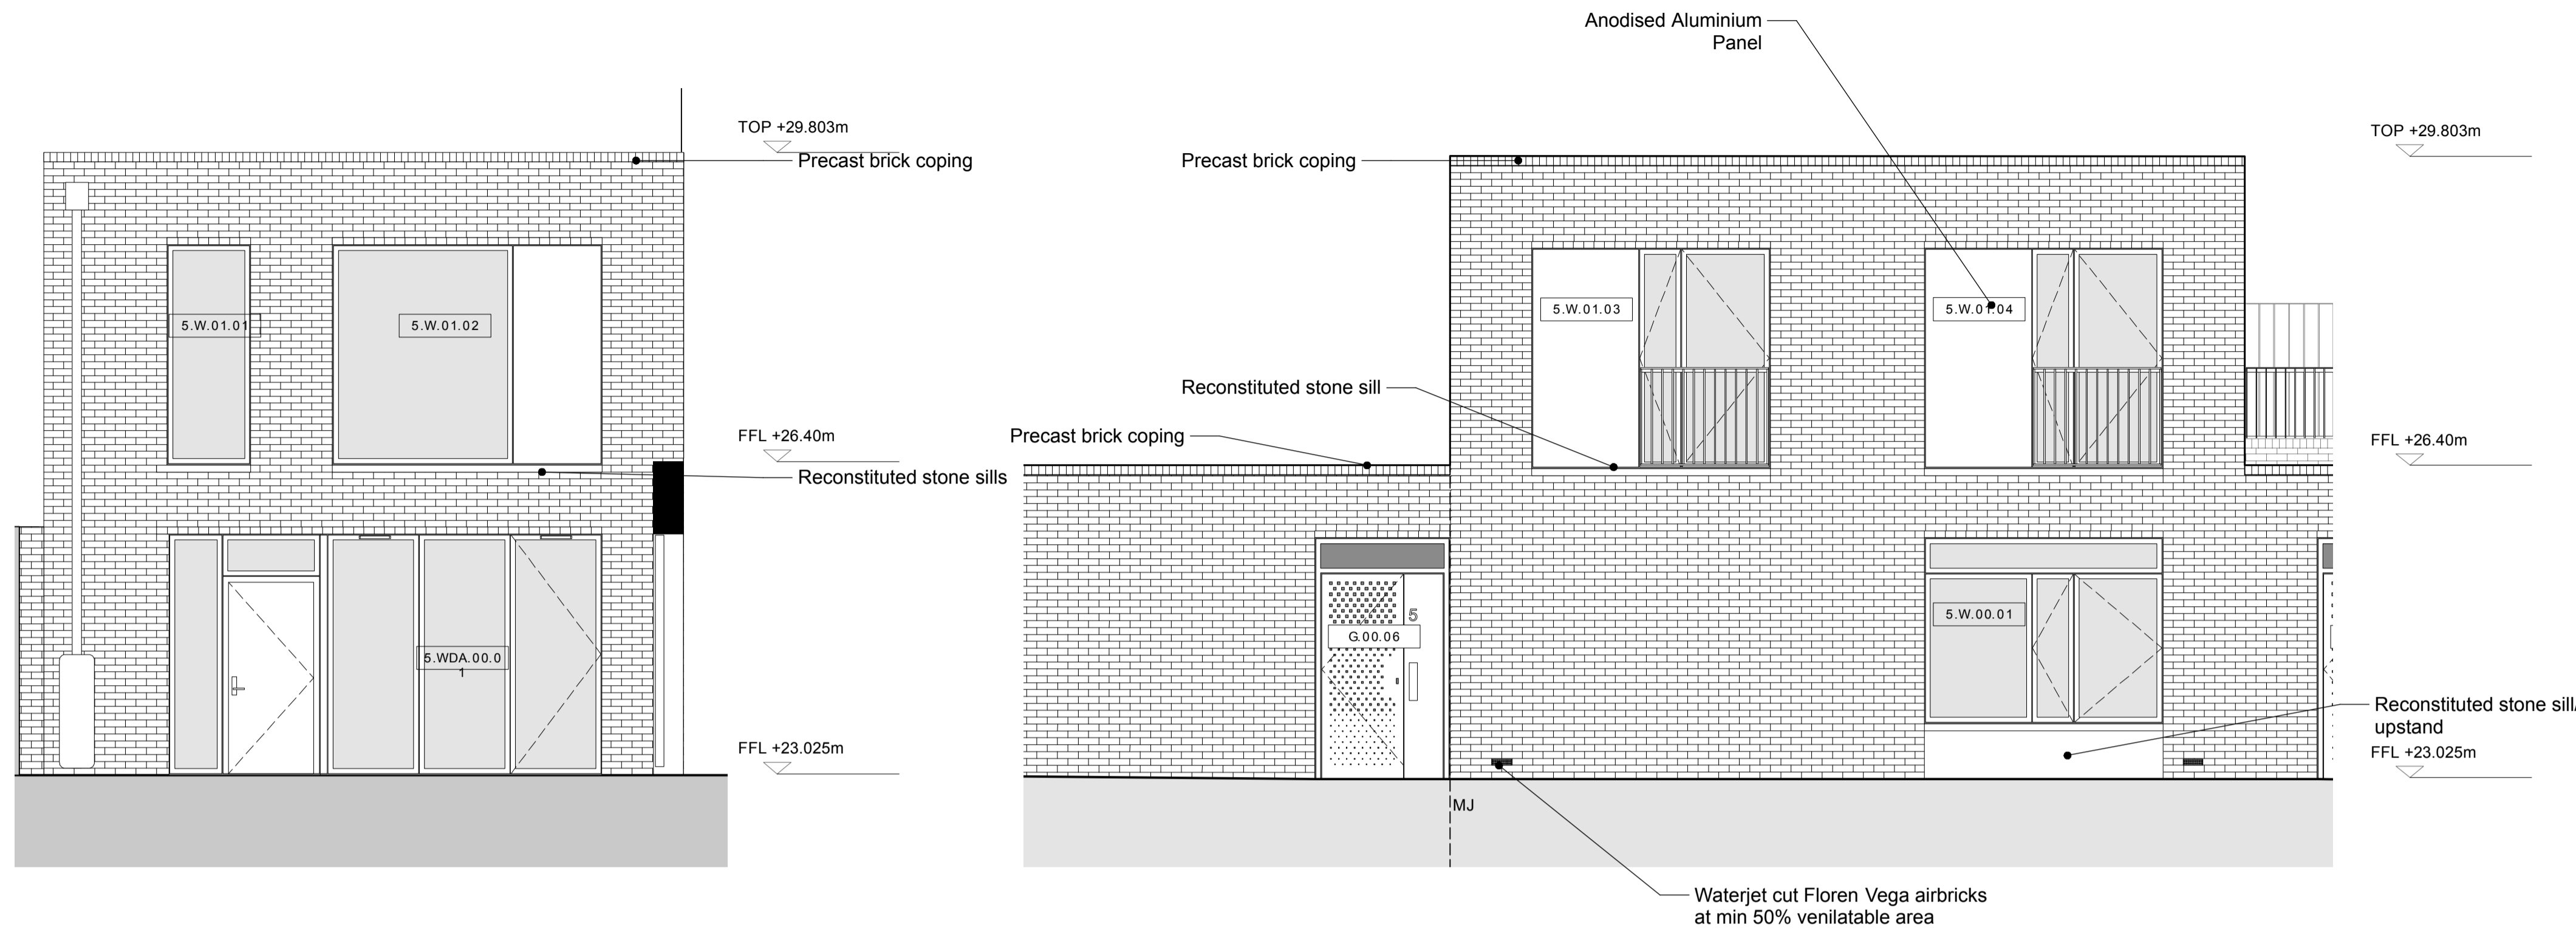 Anodised Aluminium
Panel
TOP +29.803m
Precast brick coping
Precast brick coping
TOP +29.803m
5.W.01.01
5.W.01.02
5.W.01.03
5.W.01.04
Reconstituted stone sill
Precast brick coping
FFL +26.40m
Reconstituted stone sills
FFL +26.40m
5.WDA.00.0
1
5
G.00.06
5.W.00.01
Reconstituted stone sill/
upstand
FFL +23.025m
FFL +23.025m
MJ
Waterjet cut Floren Vega airbricks
at min 50% venilatable area